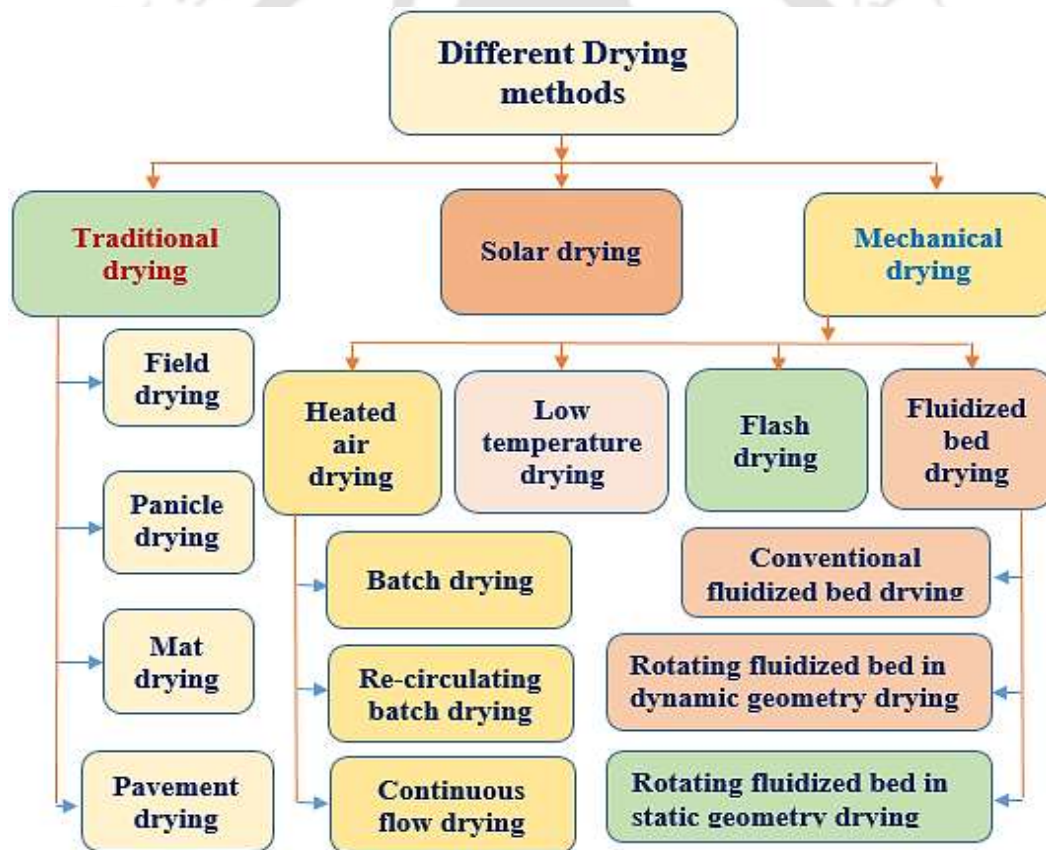 Different Drying
methods
Traditional
drying
Solar drying
Mechanical
drying
Field
drying
Panicle
drying
Mat
drying
Pavement
drying
Heated
air
drying
Low
temperature
drying
Flash
drying
Fluidized
bed
drying
Batch drying
Re-circulating
batch drying
Continuous
flow drying
Conventional
fluidized bed drying
Rotating fluidized bed in
dynamic geometry drying
Rotating fluidized bed in
static geometry drying